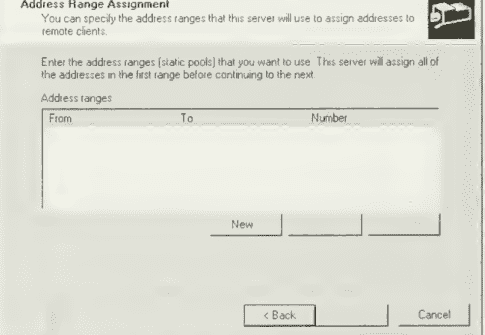 Address Range Assignment
You can specify the address ranges that this server will use to assign addresses to
remote clients.
Enter the address ranges (static pools) that you want to use. This server will assign all of
the addresses in the first range before continuing to the next.
Address ranges
From To Number
New
< Back Cancel